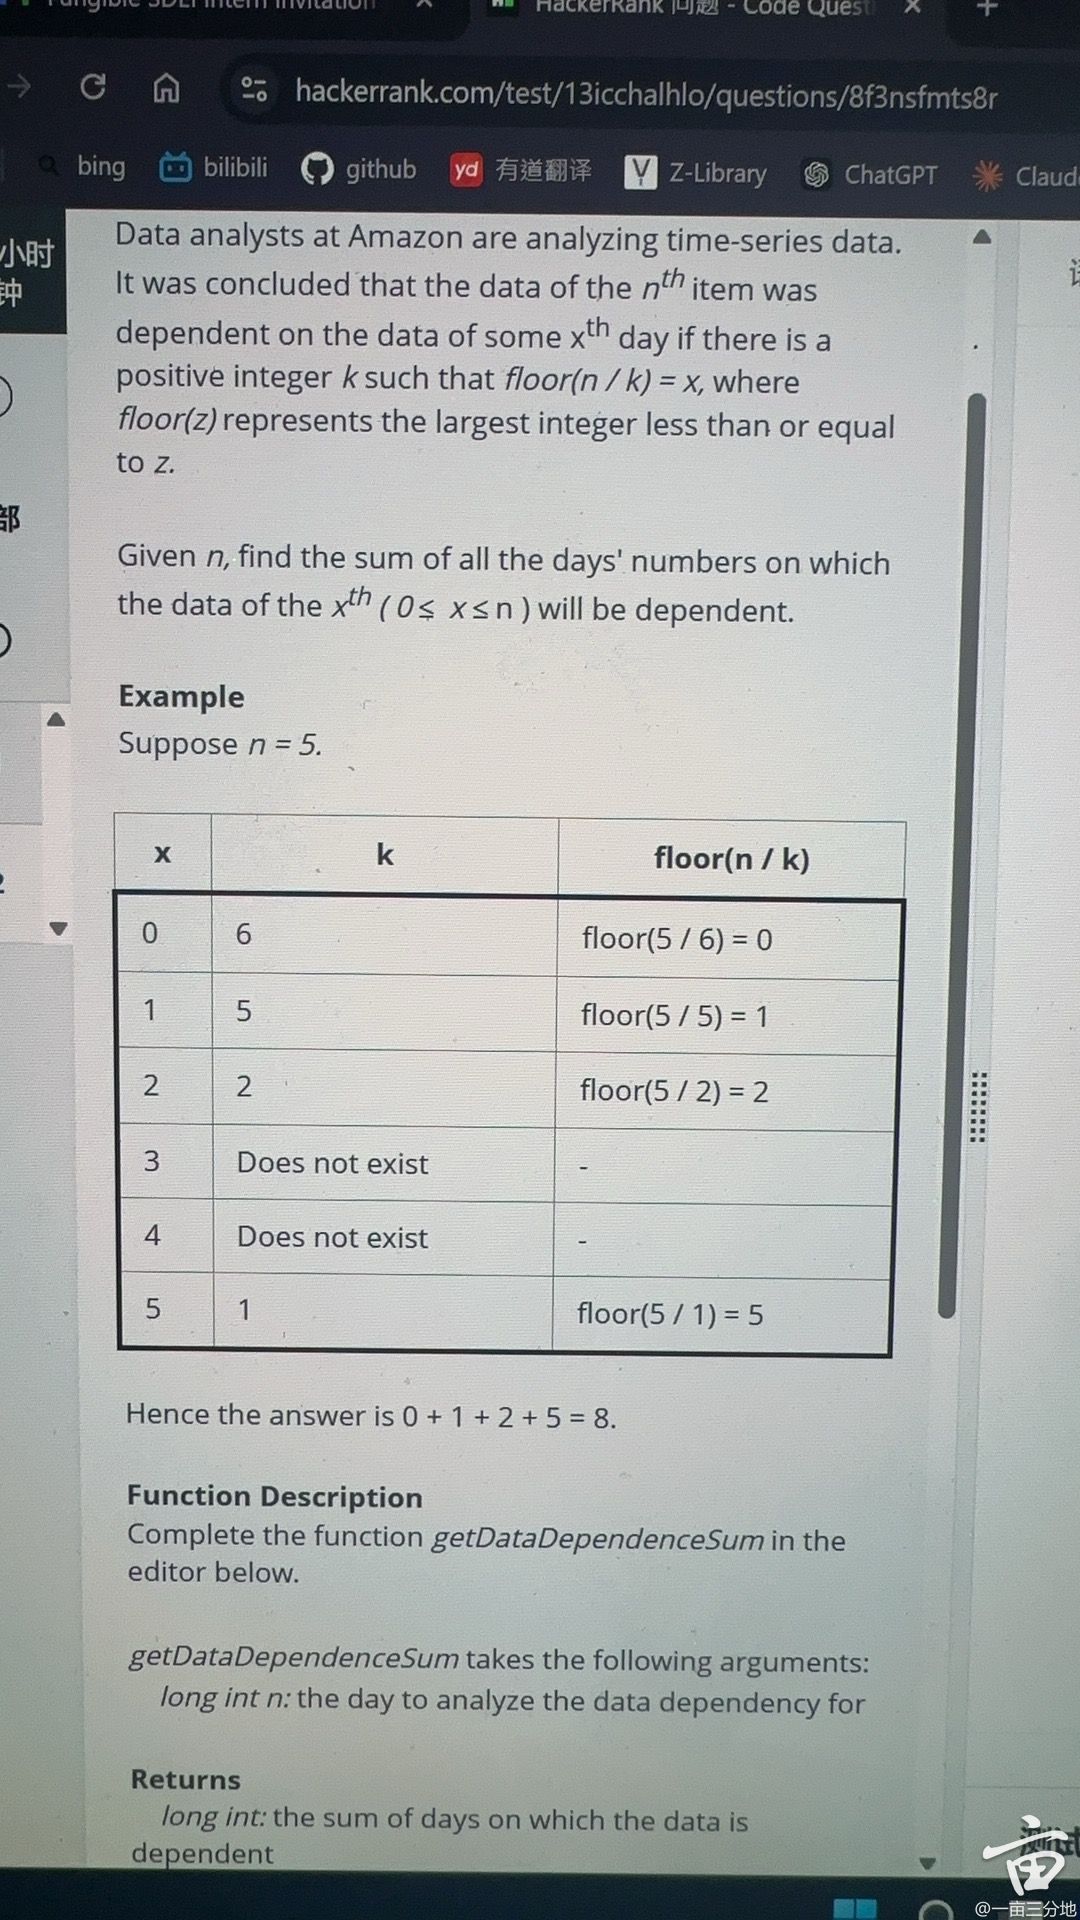 HackerRank 问题 - Code Quest
hackerrank.com/test/13icchalhlo/questions/8f3nsfmts8r
bing bilibili github yd 有道翻译 Y Z-Library ChatGPT Claud
小时
钟
部
Data analysts at Amazon are analyzing time-series data.
It was concluded that the data of the nth item was
dependent on the data of some xth day if there is a
positive integer k such that floor(n / k) = x, where
floor(z) represents the largest integer less than or equal
to z.
Given n, find the sum of all the days' numbers on which
the data of the xth ( 0≤ x≤n ) will be dependent.
Example
Suppose n = 5.
x k floor(n / k)
0 6 floor(5 / 6) = 0
1 5 floor(5 / 5) = 1
2 2 floor(5 / 2) = 2
3 Does not exist -
4 Does not exist -
5 1 floor(5 / 1) = 5
Hence the answer is 0 + 1 + 2 + 5 = 8.
Function Description
Complete the function getDataDependenceSum in the
editor below.
getDataDependenceSum takes the following arguments:
long int n: the day to analyze the data dependency for
Returns
long int: the sum of days on which the data is
dependent
测试
亩
@一亩三分地